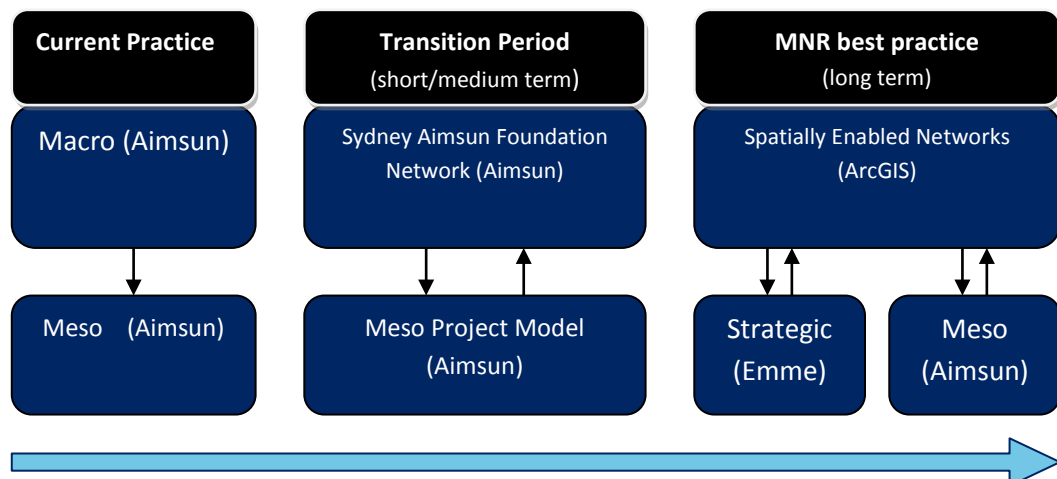 Current Practice
Transition Period
(short/medium term)
MNR best practice
(long term)
Macro (Aimsun)
Sydney Aimsun Foundation
Network (Aimsun)
Spatially Enabled Networks
(ArcGIS)
Meso (Aimsun)
Meso Project Model
(Aimsun)
Strategic
(Emme)
Meso
(Aimsun)